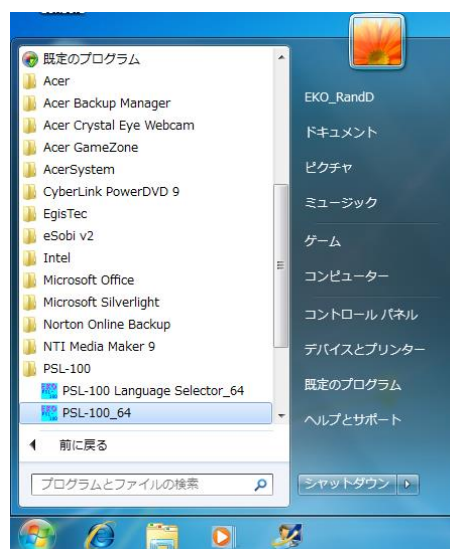 既定のプログラム
Acer
Acer Backup Manager
Acer Crystal Eye Webcam
Acer GameZone
AcerSystem
CyberLink PowerDVD 9
EgisTec
eSobi v2
Intel
Microsoft Office
Microsoft Silverlight
Norton Online Backup
NTI Media Maker 9
PSL-100
PSL-100 Language Selector_64
PSL-100_64
前に戻る
プログラムとファイルの検索
EKO_RandD
ドキュメント
ピクチャ
ミュージック
ゲーム
コンピューター
コントロール パネル
デバイスとプリンター
既定のプログラム
ヘルプとサポート
シャットダウン